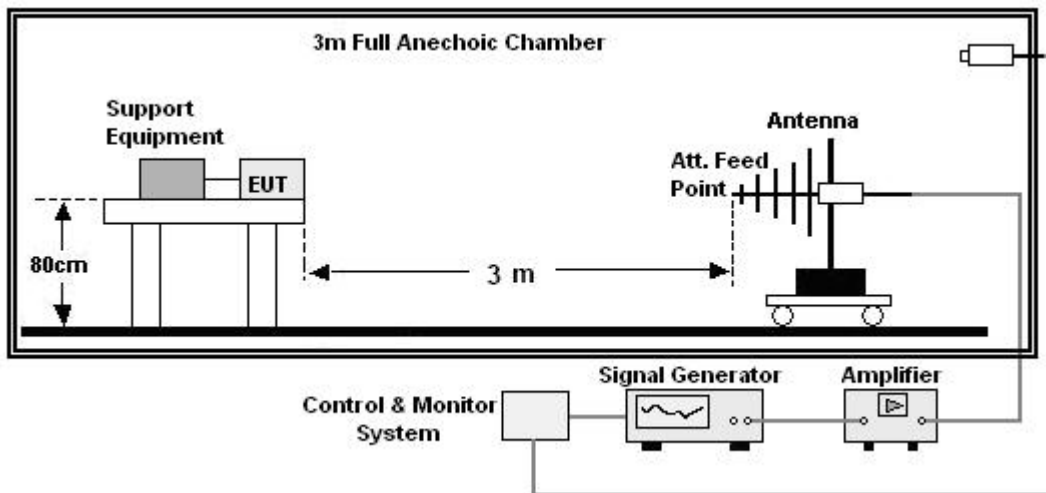 3m Full Anechoic Chamber
Support
Equipment
EUT
80cm
3 m
Antenna
Att. Feed
Point
Signal Generator
Amplifier
Control & Monitor
System